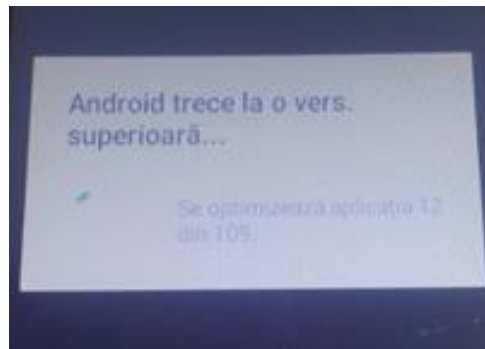 Android trece la o vers.
superioară...
Se optimizează aplicația 12
din 109.